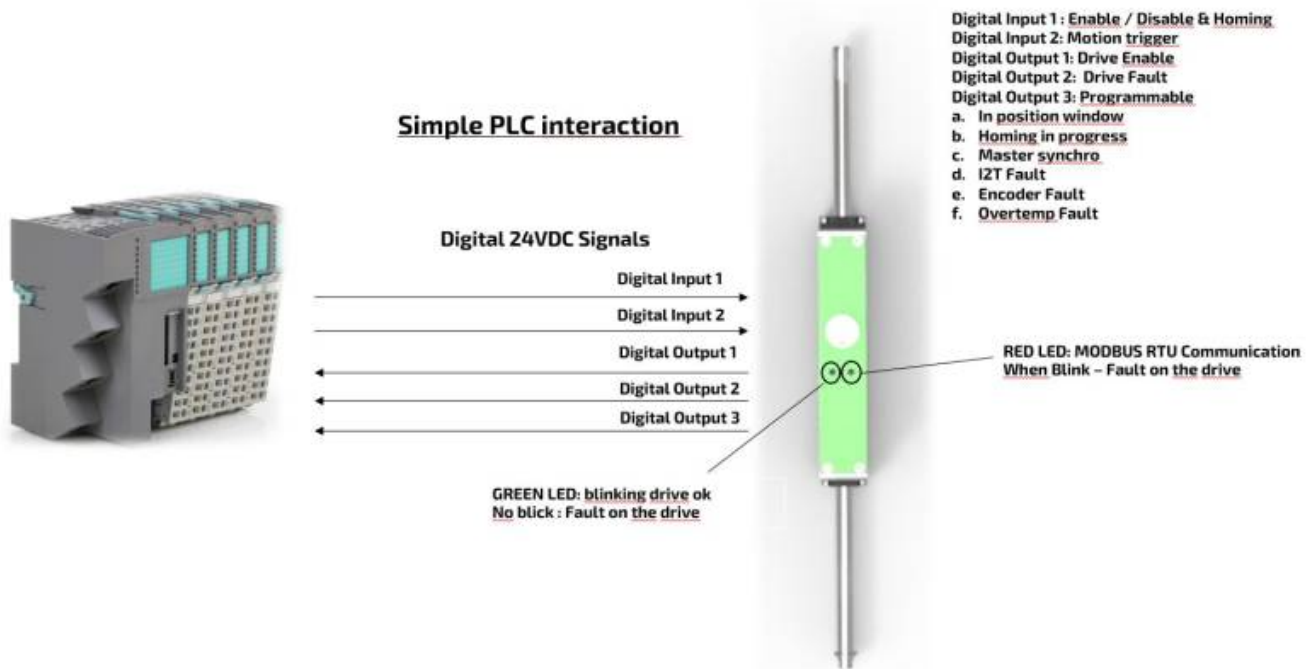 Digital Input 1 : Enable / Disable & Homing
Digital Input 2: Motion trigger
Digital Output 1: Drive Enable
Digital Output 2: Drive Fault
Digital Output 3: Programmable
a. In position window
b. Homing in progress
c. Master synchro
d. I2T Fault
e. Encoder Fault
f. Overtemp Fault
Simple PLC interaction
Digital 24VDC Signals
Digital Input 1
Digital Input 2
Digital Output 1
Digital Output 2
Digital Output 3
RED LED: MODBUS RTU Communication
When Blink – Fault on the drive
GREEN LED: blinking drive ok
No blick : Fault on the drive